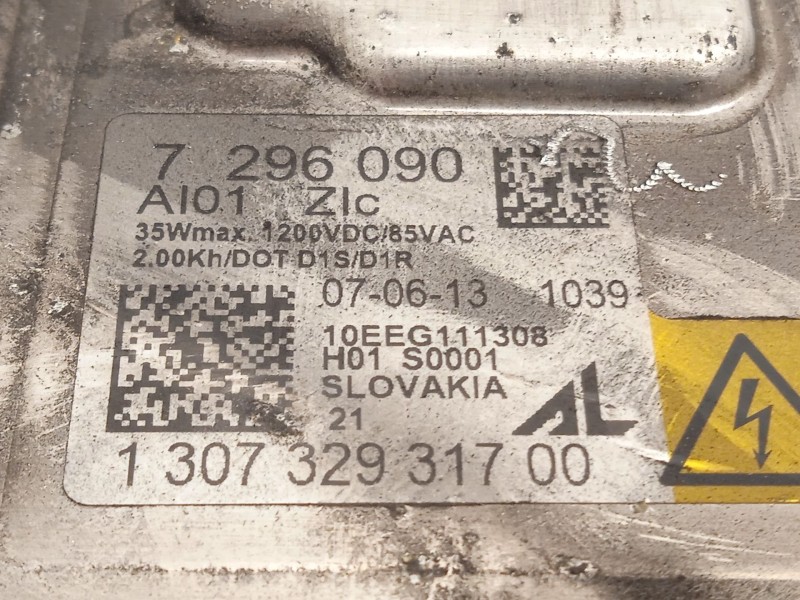 7 296 090
AI01 ZIc
35Wmax. 1200VDC/85VAC
2.00Kh/DOT D1S/D1R
07-06-13 1039
10EEG111308
H01 S0001
SLOVAKIA
21
AL
1 307 329 317 00